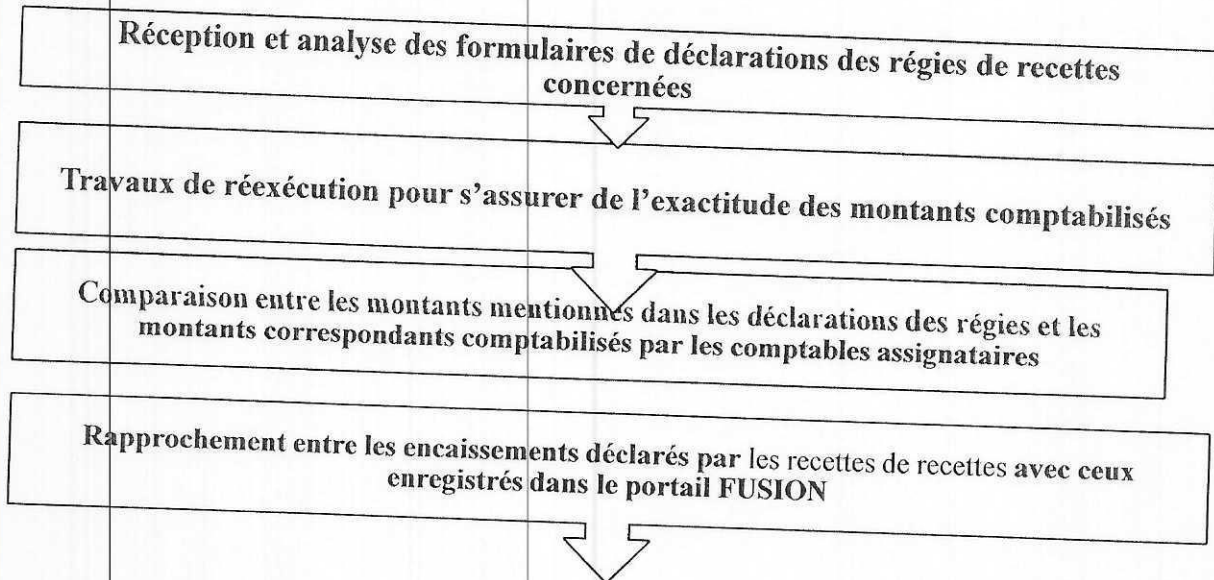 Réception et analyse des formulaires de déclarations des régies de recettes
concernées
Travaux de réexécution pour s'assurer de l'exactitude des montants comptabilisés
Comparaison entre les montants mentionnés dans les déclarations des régies et les
montants correspondants comptabilisés par les comptables assignataires
Rapprochement entre les encaissements déclarés par les recettes de recettes avec ceux
enregistrés dans le portail FUSION